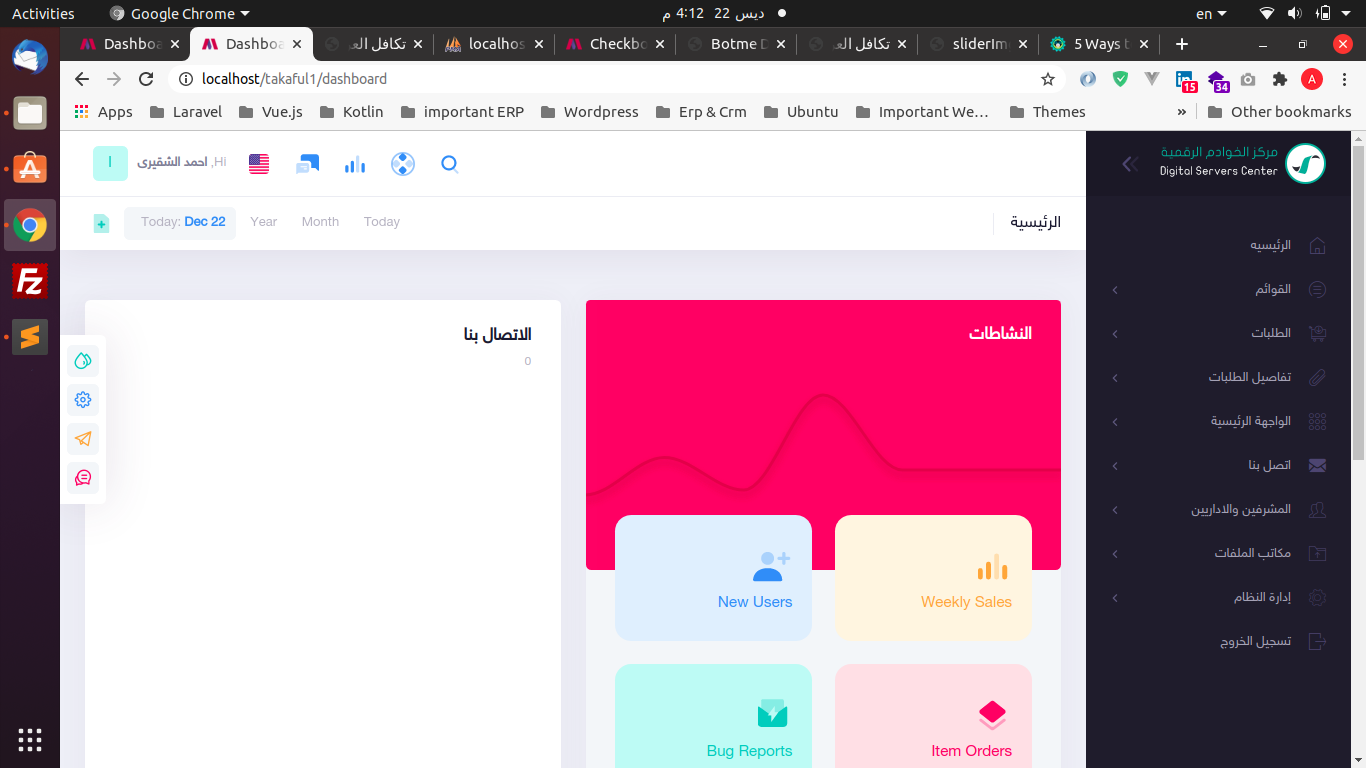 Activities
Google Chrome
ديس 22 4:12 م
en
Dashboa
Dashboa
تكافل الع
localhos
Checkbo
Botme D
تكافل الع
sliderIm
5 Ways t
localhost/takaful1/dashboard
15
34
A
Apps
Laravel
Vue.js
Kotlin
important ERP
Wordpress
Erp & Crm
Ubuntu
Important We…
Themes
»
Other bookmarks
مركز الخوادم الرقمية
Digital Servers Center
ا
Hi, احمد الشقيرى
الرئيسية
Today
Month
Year
Today: Dec 22
الرئيسيه
القوائم
الطلبات
تفاصيل الطلبات
الواجهة الرئيسية
اتصل بنا
المشرفين والاداريين
مكاتب الملفات
إدارة النظام
تسجيل الخروج
النشاطات
Weekly Sales
New Users
Item Orders
Bug Reports
الاتصال بنا
0